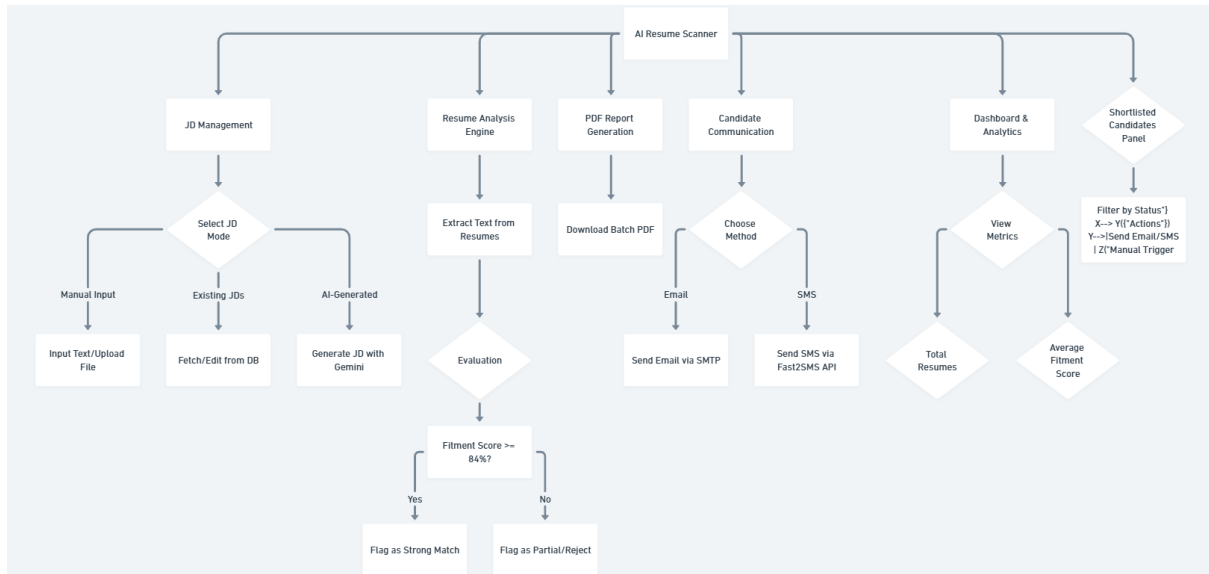 AI Resume Scanner
JD Management
Resume Analysis
Engine
PDF Report
Generation
Candidate
Communication
Dashboard &
Analytics
Shortlisted
Candidates
Panel
Select JD
Mode
Extract Text from
Resumes
Download Batch PDF
Choose
Method
View
Metrics
Filter by Status"}
X--> Y({"Actions"})
Y-->|Send Email/SMS
| Z("Manual Trigger
Manual Input
Existing JDs
AI-Generated
Email
SMS
Input Text/Upload
File
Fetch/Edit from DB
Generate JD with
Gemini
Evaluation
Send Email via SMTP
Send SMS via
Fast2SMS API
Total
Resumes
Average
Fitment
Score
Fitment Score >=
84%?
Yes
No
Flag as Strong Match
Flag as Partial/Reject